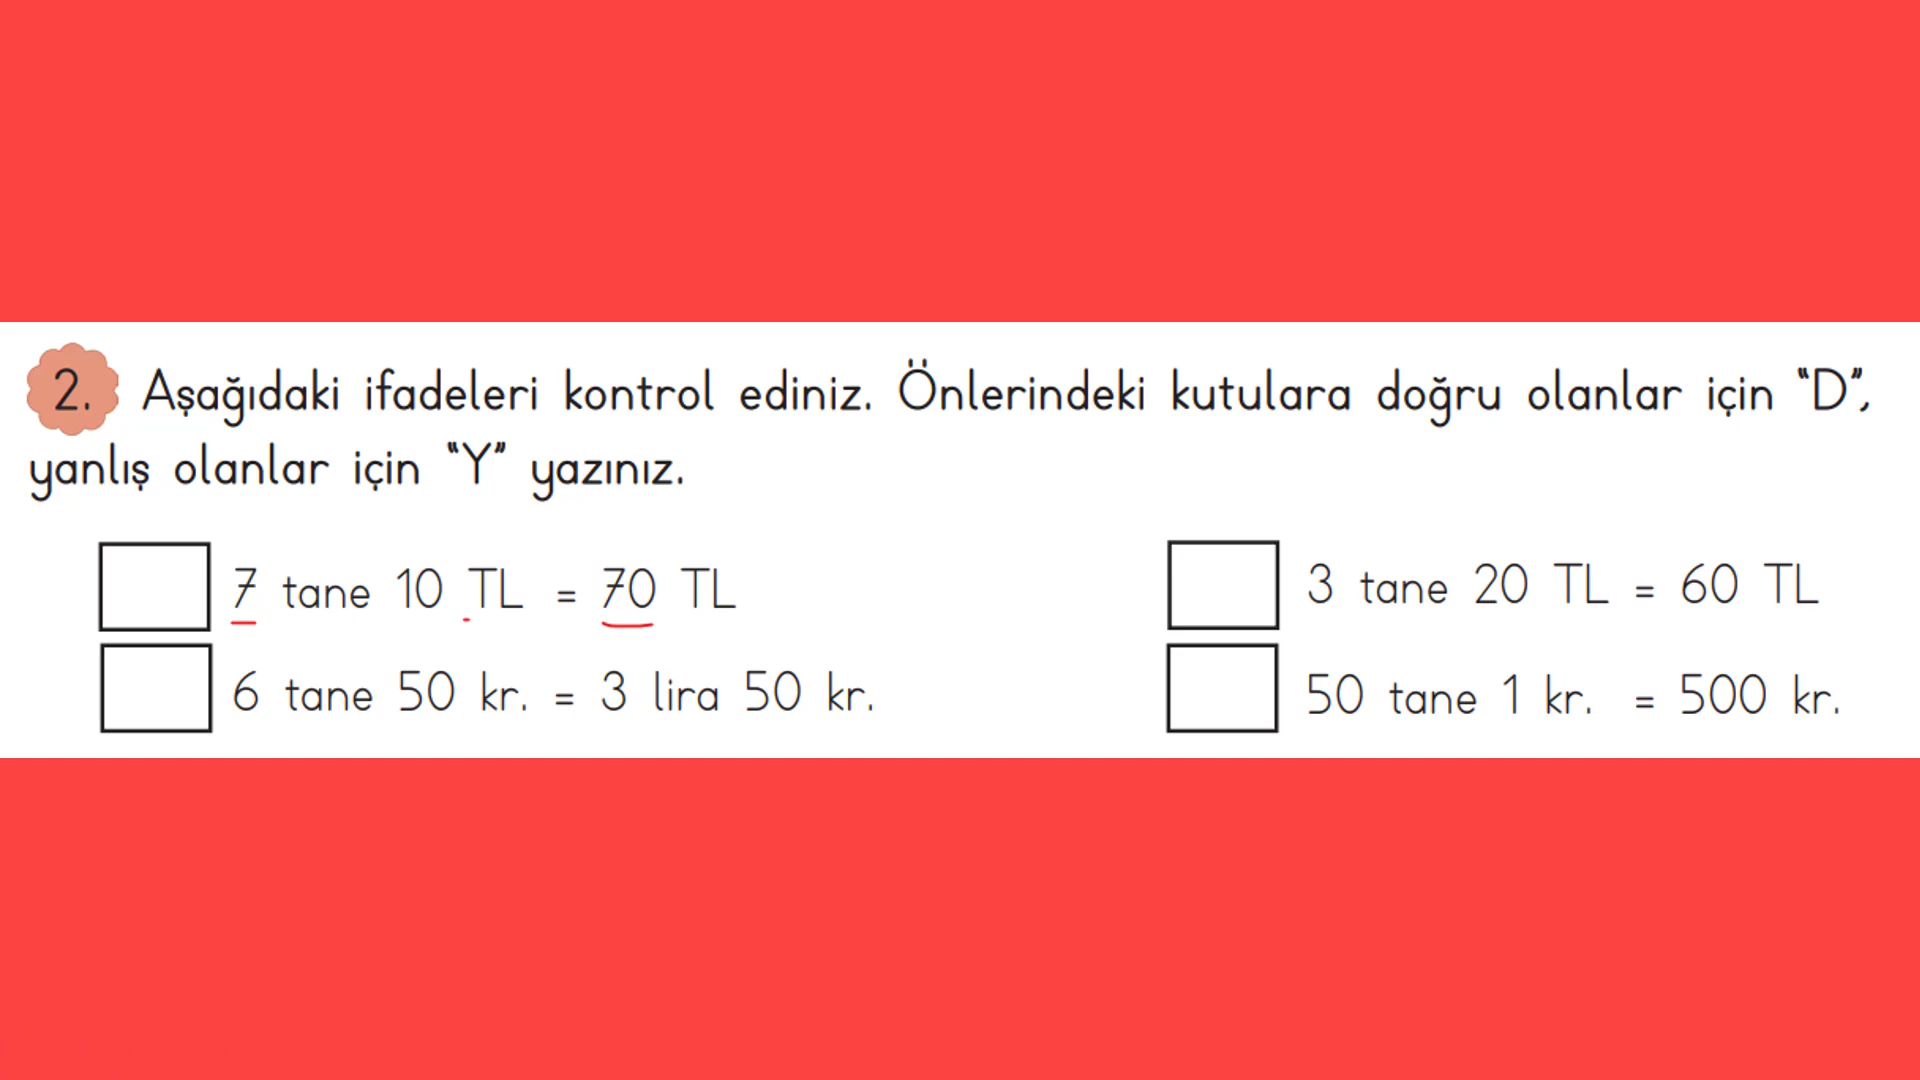 2. Aşağıdaki ifadeleri kontrol ediniz. Önlerindeki kutulara doğru olanlar için “D”,
yanlış olanlar için “Y” yazınız.
7 tane 10 TL = 70 TL
3 tane 20 TL = 60 TL
6 tane 50 kr. = 3 lira 50 kr.
50 tane 1 kr. = 500 kr.